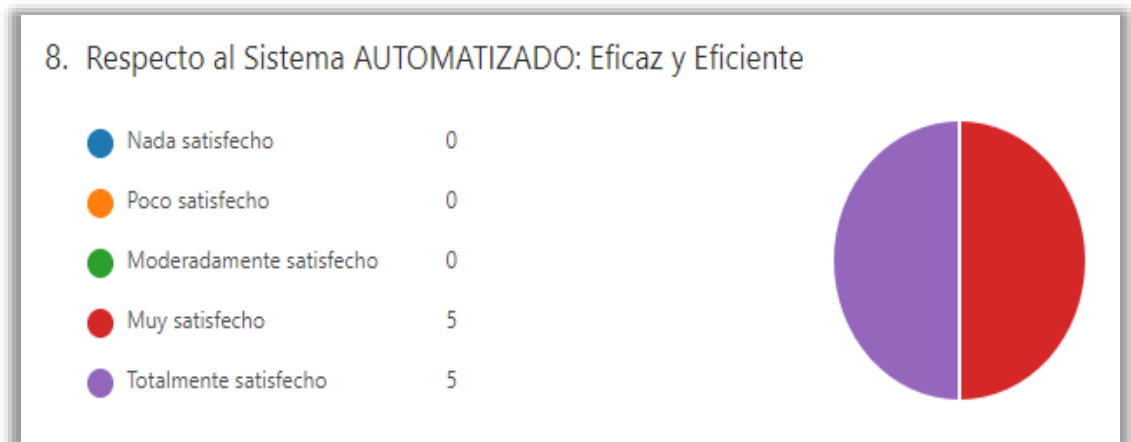 8. Respecto al Sistema AUTOMATIZADO: Eficaz y Eficiente
Nada satisfecho 0
Poco satisfecho 0
Moderadamente satisfecho 0
Muy satisfecho 5
Totalmente satisfecho 5